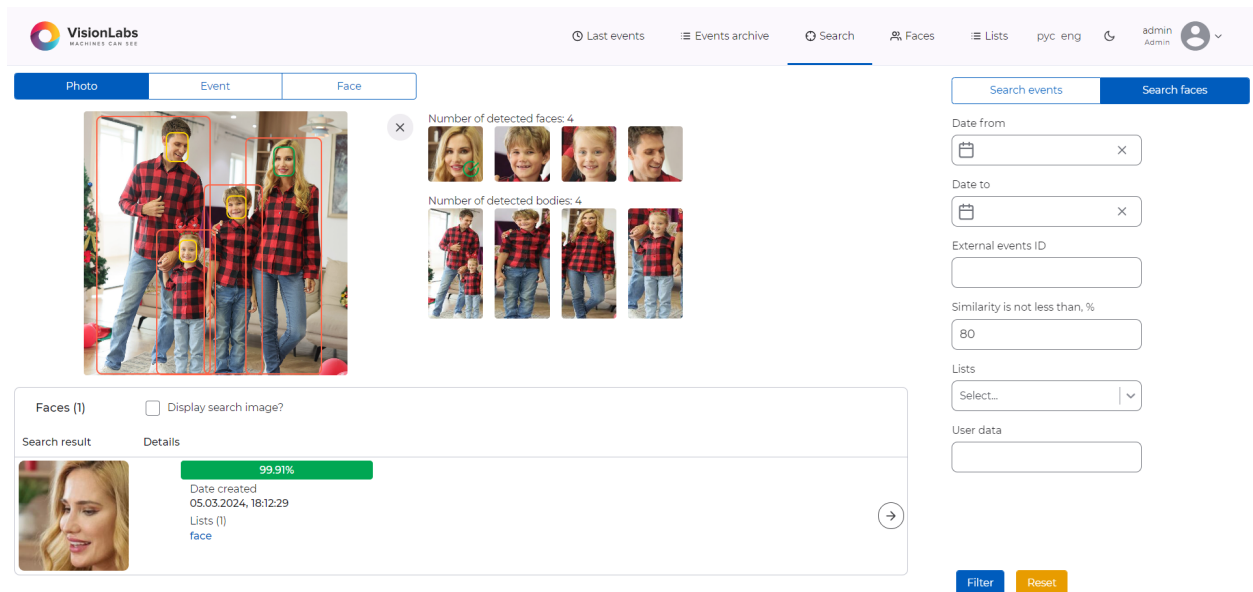 VisionLabs
MACHINES CAN SEE
Last events
Events archive
Search
Faces
Lists
рус eng
admin
Admin
Photo
Event
Face
Search events
Search faces
Number of detected faces: 4
Number of detected bodies: 4
Date from
Date to
External events ID
Similarity is not less than, %
80
Lists
Select...
User data
Filter
Reset
Faces (1)
Display search image?
Search result
Details
99.91%
Date created
05.03.2024, 18:12:29
Lists (1)
face